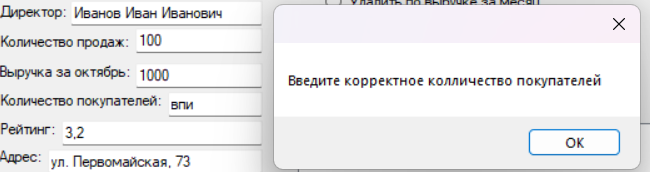 Удалить по выручке за месяц
Директор: Иванов Иван Иванович
Количество продаж: 100
Выручка за октябрь: 1000
Количество покупателей: впи
Рейтинг: 3,2
Адрес: ул. Первомайская, 73
Введите корректное колличество покупателей
OK